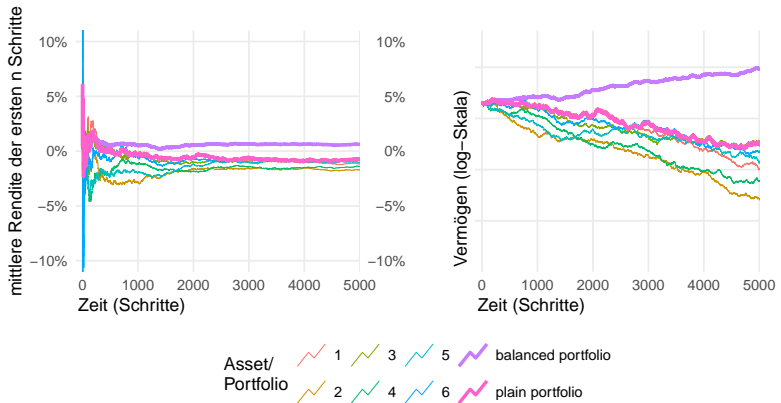 mittlere Rendite der ersten n Schritte
10%
5%
0%
−5%
−10%
10%
5%
0%
−5%
−10%
0 1000 2000 3000 4000 5000
Zeit (Schritte)
Vermögen (log−Skala)
0 1000 2000 3000 4000 5000
Zeit (Schritte)
Asset/
Portfolio
1 3 5 balanced portfolio
2 4 6 plain portfolio